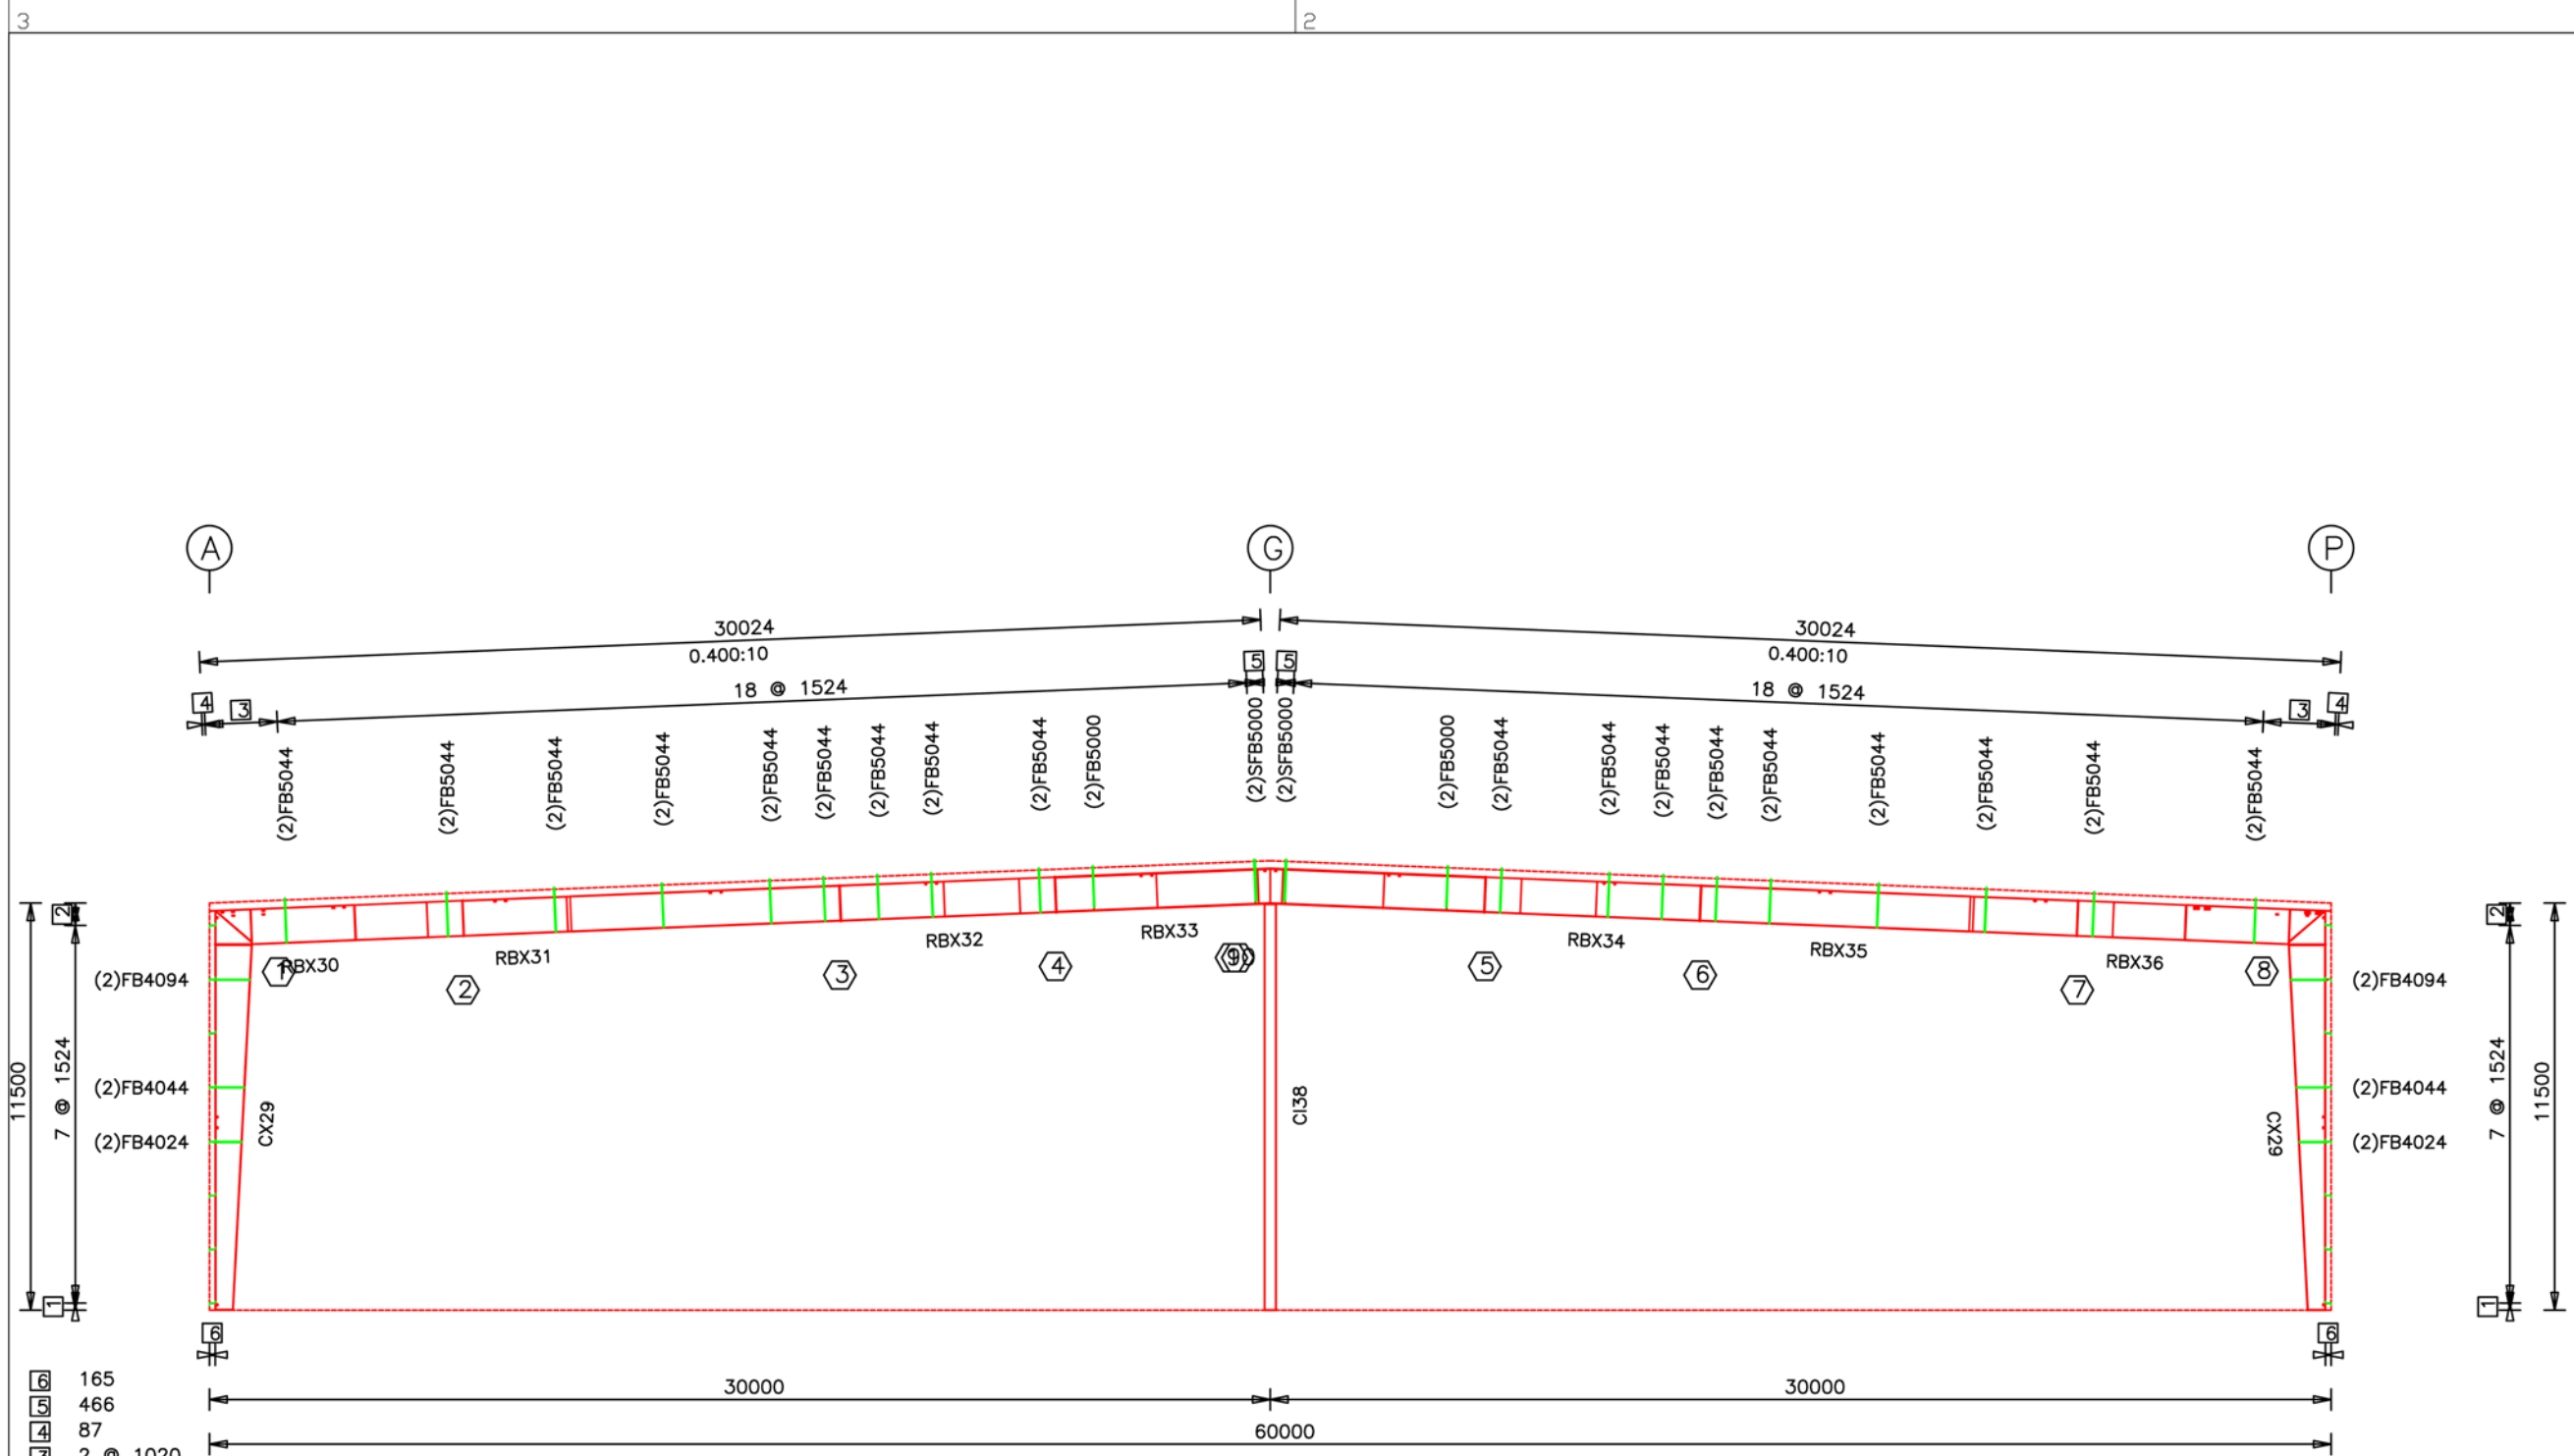 3
2
A
G
P
30024
30024
0.400:10
0.400:10
5
5
18 @ 1524
18 @ 1524
4
3
3
4
(2)FB5044
(2)FB5044
(2)FB5044
(2)FB5044
(2)FB5044
(2)FB5044
(2)FB5044
(2)FB5044
(2)FB5044
(2)FB5000
(2)SFB5000
(2)SFB5000
(2)FB5000
(2)FB5044
(2)FB5044
(2)FB5044
(2)FB5044
(2)FB5044
(2)FB5044
(2)FB5044
(2)FB5044
(2)FB5044
2
2
1
RBX30
RBX31
2
3
RBX32
4
RBX33
5
RBX34
6
RBX35
7
RBX36
8
(2)FB4094
(2)FB4094
11500
7 @ 1524
(2)FB4044
(2)FB4044
7 @ 1524
11500
(2)FB4024
CX29
CI38
CX29
(2)FB4024
1
1
6
6
6 165
5 466
4 87
3 2 @ 1020
30000
30000
60000